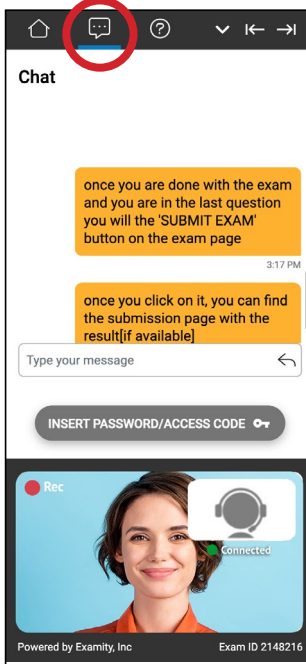 Chat
once you are done with the exam
and you are in the last question
you will the 'SUBMIT EXAM'
button on the exam page
3:17 PM
once you click on it, you can find
the submission page with the
result[if available]
Type your message
INSERT PASSWORD/ACCESS CODE
Rec
Connected
Powered by Examity, Inc
Exam ID 2148216